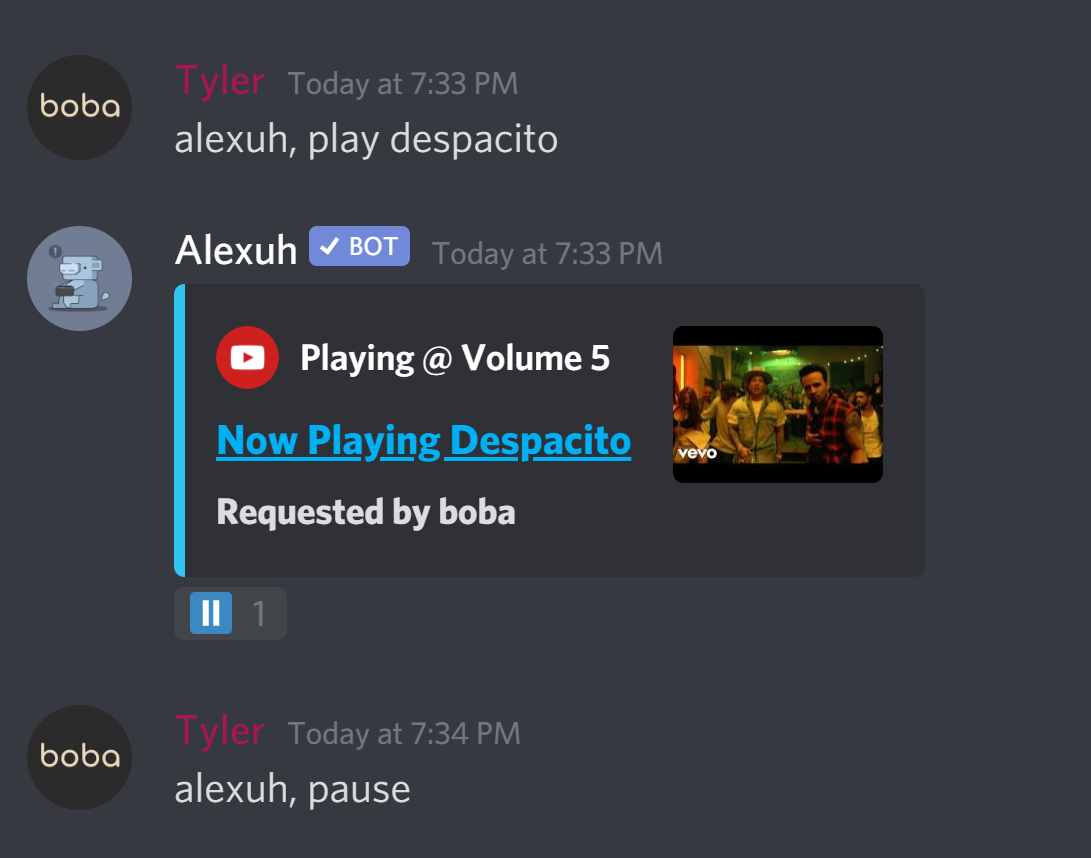 boba
Tyler Today at 7:33 PM
alexuh, play despacito
Alexuh BOT Today at 7:33 PM
Playing @ Volume 5
Now Playing Despacito
Requested by boba
vevo
1
boba
Tyler Today at 7:34 PM
alexuh, pause